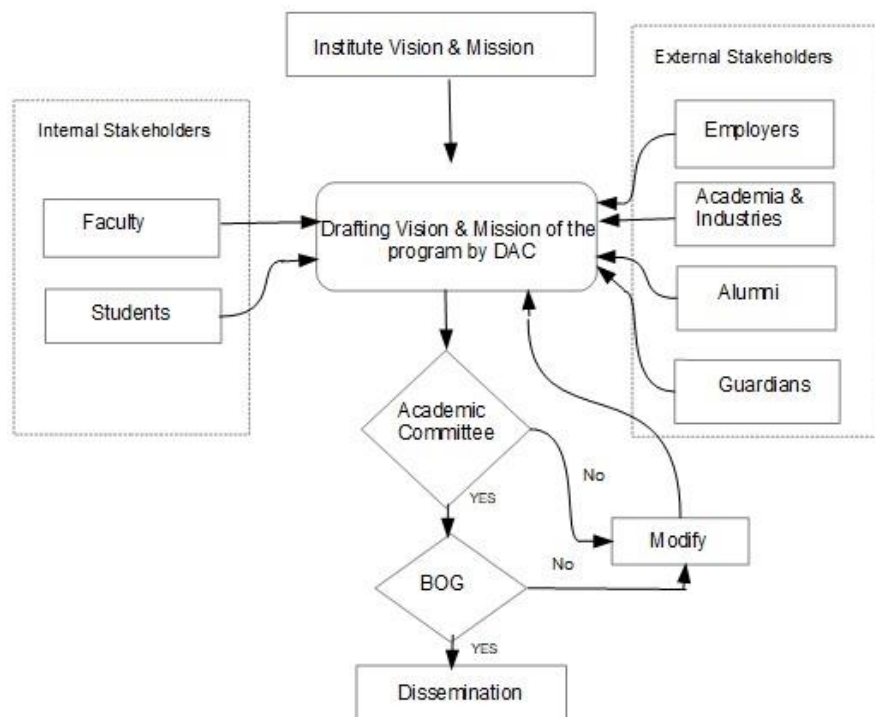 Institute Vision & Mission
External Stakeholders
Internal Stakeholders
Employers
Academia &
Industries
Faculty
Drafting Vision & Mission of the
program by DAC
Alumni
Students
Guardians
Academic
Committee
No
YES
Modify
No
BOG
YES
Dissemination